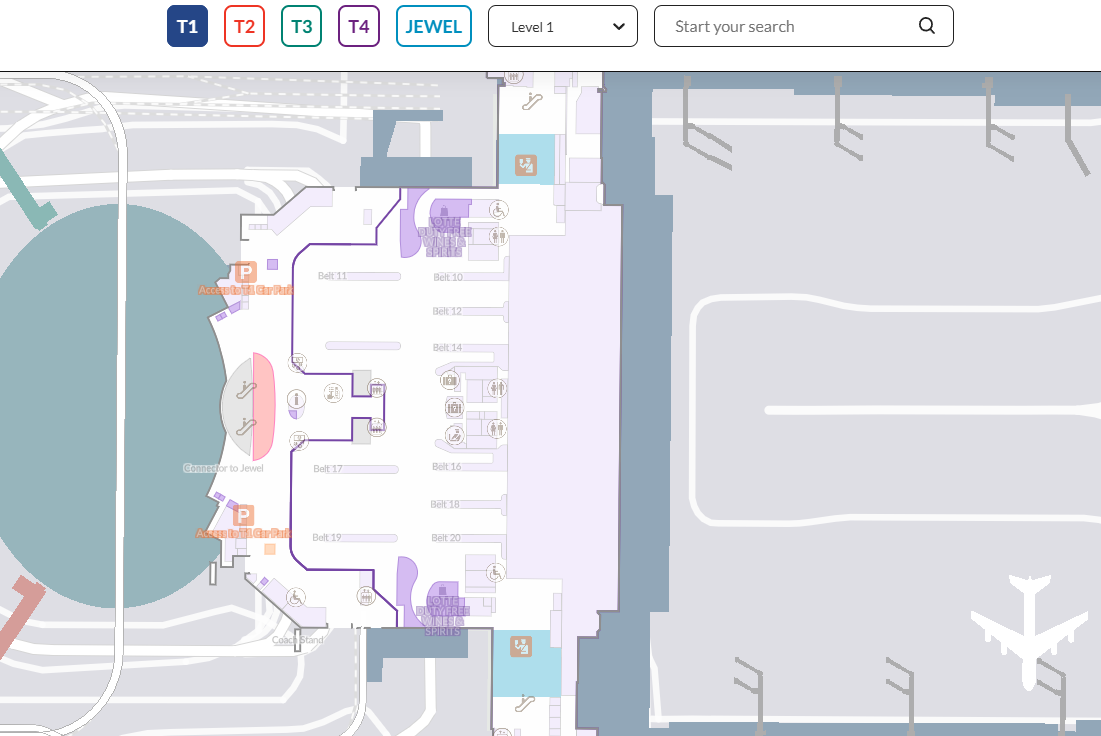 T1
T2
T3
T4
JEWEL
Level 1
Start your search
LOTTE
DUTY FREE
WINES &
SPIRITS
P
Access to T1 Car Park
Belt 11
Belt 10
Belt 12
Belt 14
Connector to Jewel
Belt 17
Belt 16
Belt 18
P
Access to T1 Car Park
Belt 19
Belt 20
LOTTE
DUTY FREE
WINES &
SPIRITS
Coach Stand